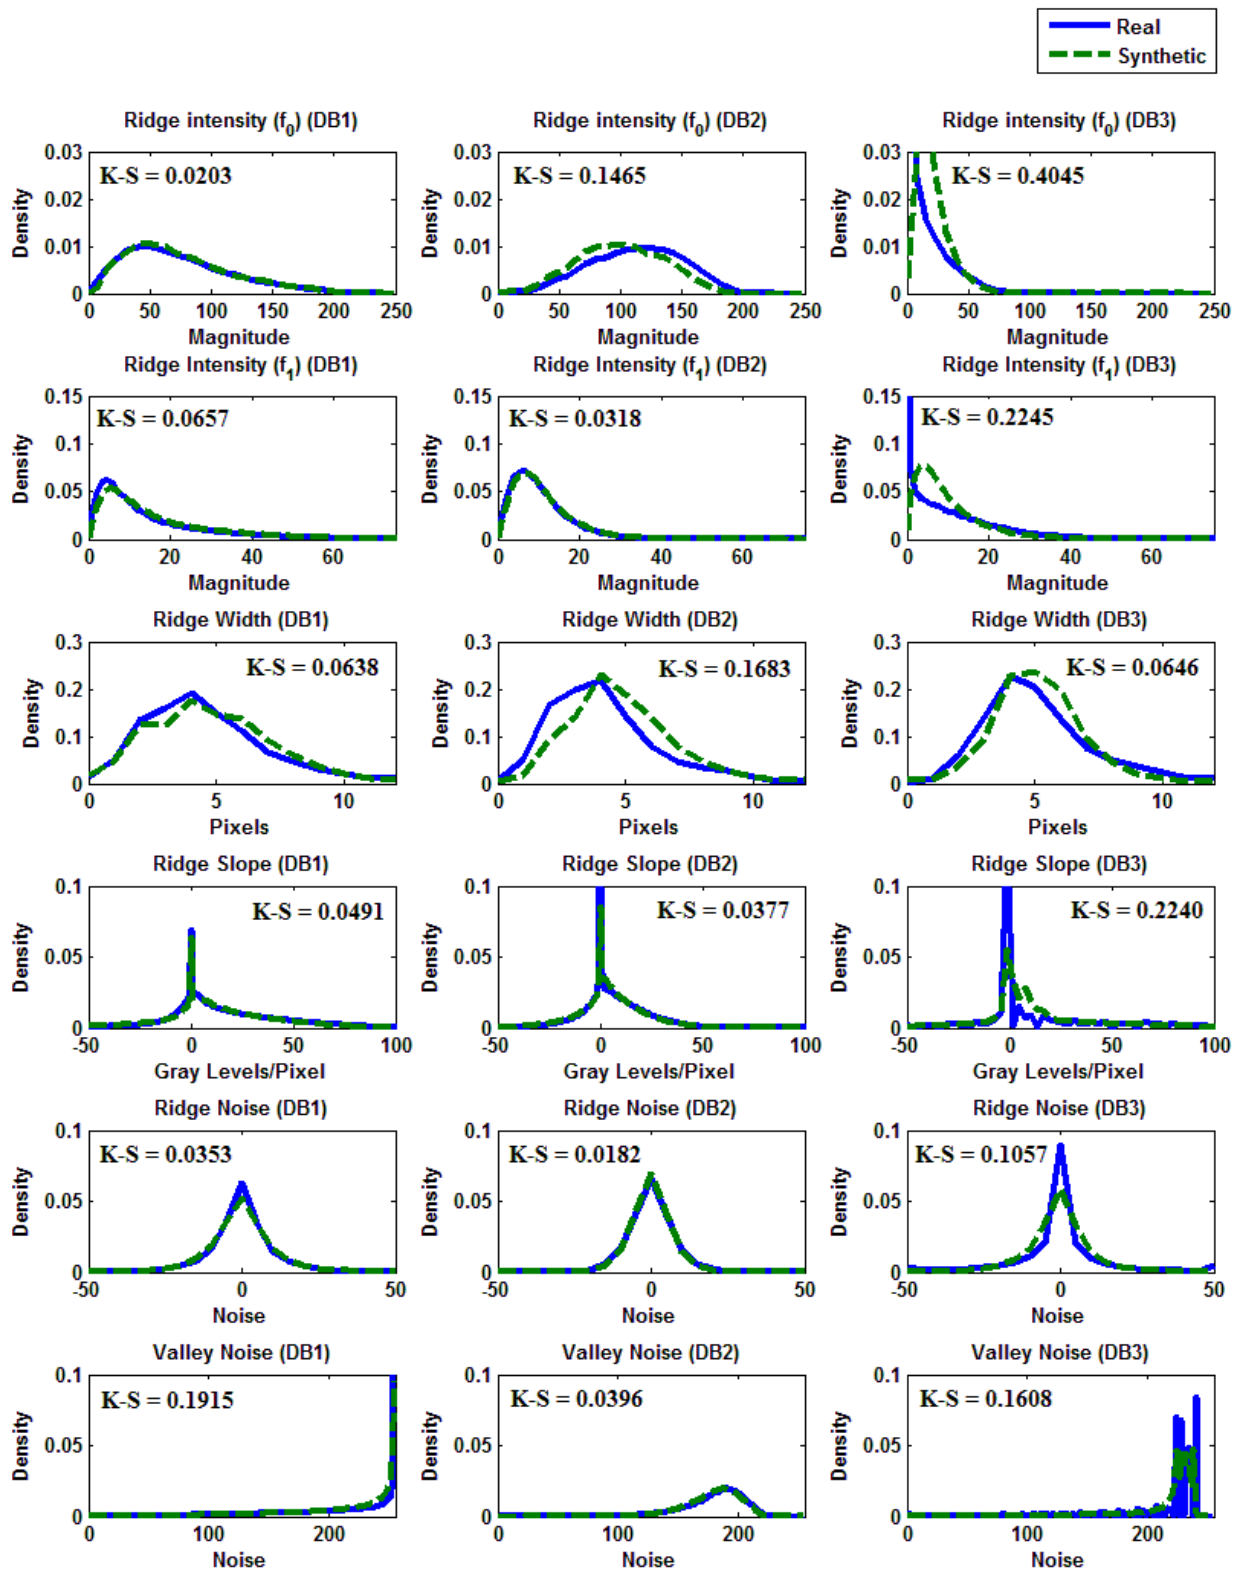 Real
Synthetic
Ridge intensity (f0) (DB1)
Ridge intensity (f0) (DB2)
Ridge intensity (f0) (DB3)
0.03
0.02
0.01
0
Density
K-S = 0.0203
0 50 100 150 200 250
Magnitude
0.03
0.02
0.01
0
Density
K-S = 0.1465
0 50 100 150 200 250
Magnitude
0.03
0.02
0.01
0
Density
K-S = 0.4045
0 50 100 150 200 250
Magnitude
Ridge Intensity (f1) (DB1)
Ridge Intensity (f1) (DB2)
Ridge Intensity (f1) (DB3)
0.15
0.1
0.05
0
Density
K-S = 0.0657
0 20 40 60
Magnitude
0.15
0.1
0.05
0
Density
K-S = 0.0318
0 20 40 60
Magnitude
0.15
0.1
0.05
0
Density
K-S = 0.2245
0 20 40 60
Magnitude
Ridge Width (DB1)
Ridge Width (DB2)
Ridge Width (DB3)
0.3
0.2
0.1
0
Density
K-S = 0.0638
0 5 10
Pixels
0.3
0.2
0.1
0
Density
K-S = 0.1683
0 5 10
Pixels
0.3
0.2
0.1
0
Density
K-S = 0.0646
0 5 10
Pixels
Ridge Slope (DB1)
Ridge Slope (DB2)
Ridge Slope (DB3)
0.1
0.05
0
Density
K-S = 0.0491
-50 0 50 100
Gray Levels/Pixel
0.1
0.05
0
Density
K-S = 0.0377
-50 0 50 100
Gray Levels/Pixel
0.1
0.05
0
Density
K-S = 0.2240
-50 0 50 100
Gray Levels/Pixel
Ridge Noise (DB1)
Ridge Noise (DB2)
Ridge Noise (DB3)
0.1
0.05
0
Density
K-S = 0.0353
-50 0 50
Noise
0.1
0.05
0
Density
K-S = 0.0182
-50 0 50
Noise
0.1
0.05
0
Density
K-S = 0.1057
-50 0 50
Noise
Valley Noise (DB1)
Valley Noise (DB2)
Valley Noise (DB3)
0.1
0.05
0
Density
K-S = 0.1915
0 100 200
Noise
0.1
0.05
0
Density
K-S = 0.0396
0 100 200
Noise
0.1
0.05
0
Density
K-S = 0.1608
0 100 200
Noise